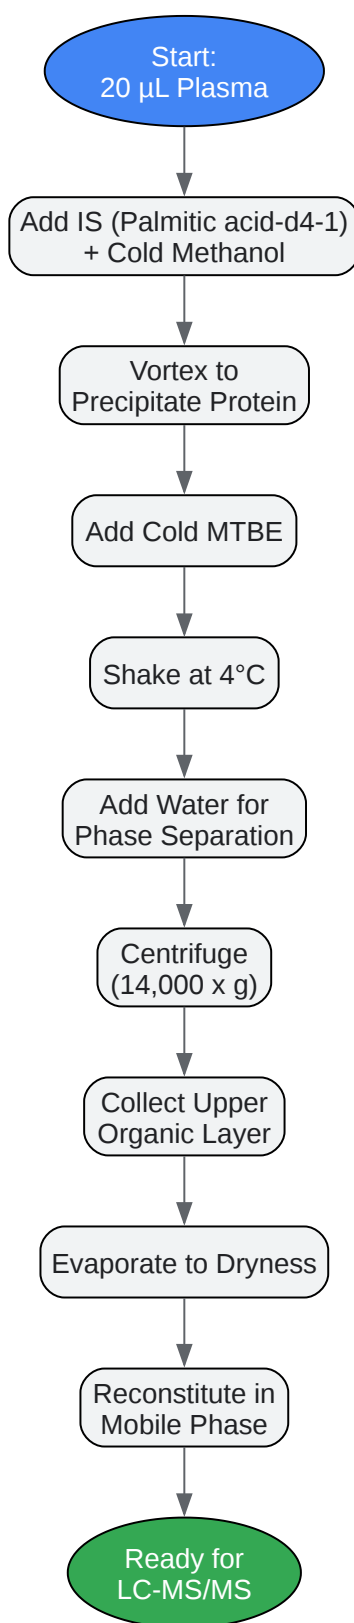 Start:
20 µL Plasma
Add IS (Palmitic acid-d4-1)
+ Cold Methanol
Vortex to
Precipitate Protein
Add Cold MTBE
Shake at 4°C
Add Water for
Phase Separation
Centrifuge
(14,000 x g)
Collect Upper
Organic Layer
Evaporate to Dryness
Reconstitute in
Mobile Phase
Ready for
LC-MS/MS